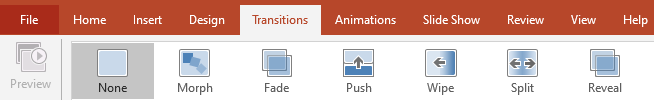 File Home Insert Design Transitions Animations Slide Show Review View Help
Preview None Morph Fade Push Wipe Split Reveal